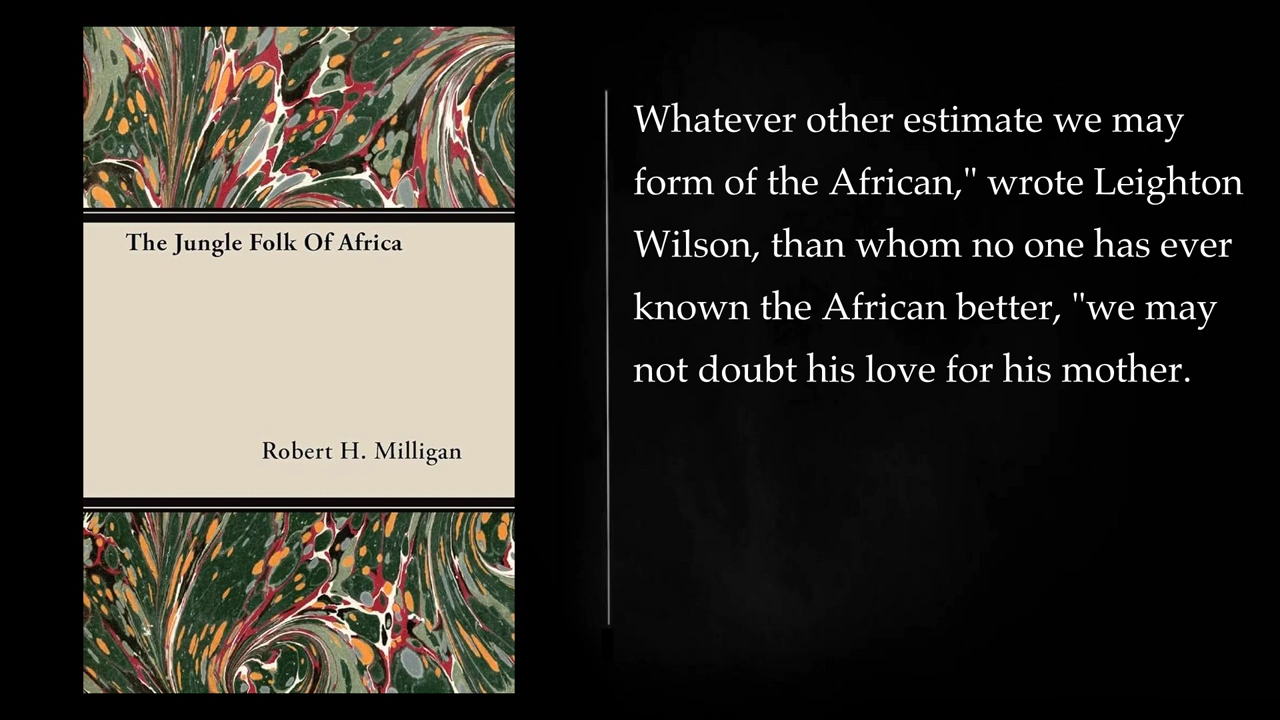 The Jungle Folk Of Africa
Robert H. Milligan
Whatever other estimate we may
form of the African," wrote Leighton
Wilson, than whom no one has ever
known the African better, "we may
not doubt his love for his mother.